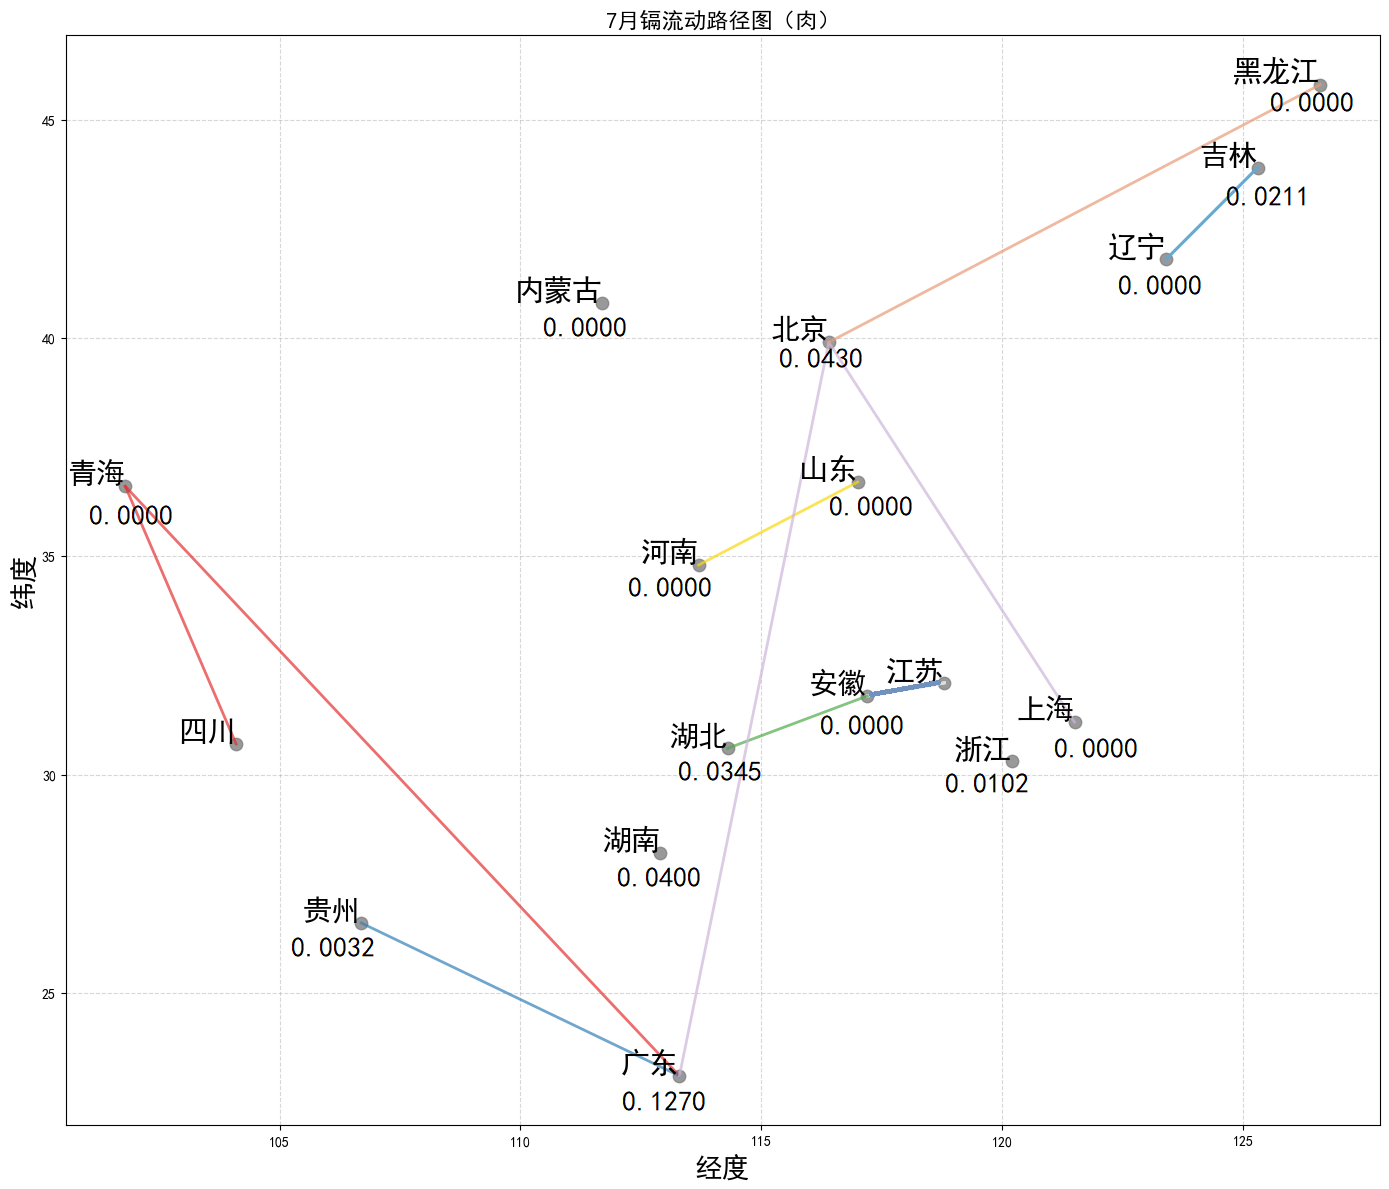 7月镉流动路径图（肉）
黑龙江
0.0000
45
吉林
0.0211
辽宁
0.0000
内蒙古
0.0000
40
北京
0.0430
青海
0.0000
山东
0.0000
35
河南
0.0000
纬度
四川
安徽
0.0000
江苏
上海
0.0000
湖北
0.0345
浙江
0.0102
30
湖南
0.0400
贵州
0.0032
25
广东
0.1270
105
110
115
120
125
经度